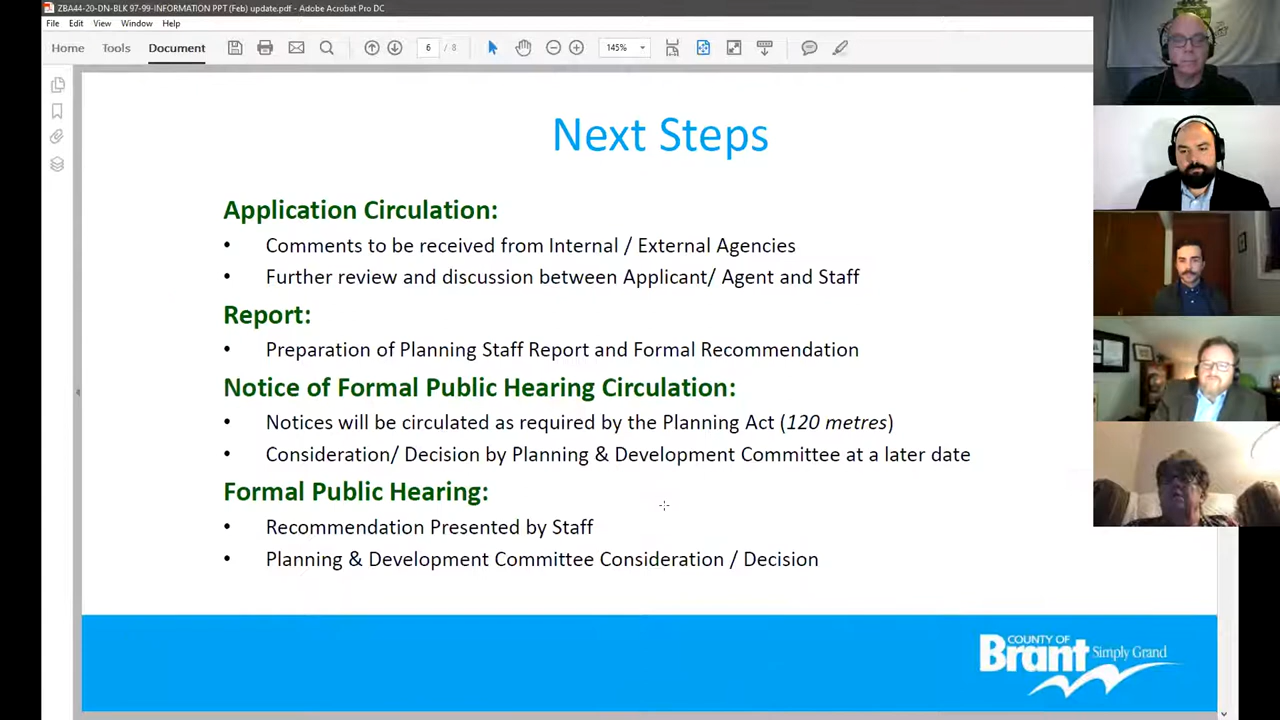 ZBA44-20-DN-BLK 97-99-INFORMATION PPT (Feb) update.pdf - Adobe Acrobat Pro DC
File Edit View Window Help
Home Tools Document 6 / 8 145%
Next Steps
Application Circulation:
• Comments to be received from Internal / External Agencies
• Further review and discussion between Applicant/ Agent and Staff
Report:
• Preparation of Planning Staff Report and Formal Recommendation
Notice of Formal Public Hearing Circulation:
• Notices will be circulated as required by the Planning Act (120 metres)
• Consideration/ Decision by Planning & Development Committee at a later date
Formal Public Hearing:
• Recommendation Presented by Staff
• Planning & Development Committee Consideration / Decision
COUNTY OF
Brant Simply Grand